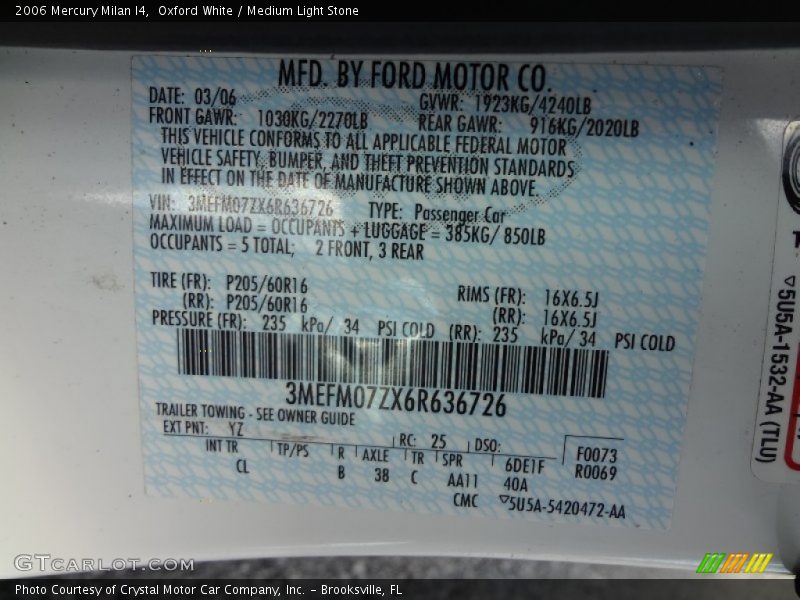 2006 Mercury Milan I4,  Oxford White / Medium Light Stone
MFD. BY FORD MOTOR CO.
DATE: 03/06 GVWR: 1923KG/4240LB
FRONT GAWR: 1030KG/2270LB REAR GAWR: 916KG/2020LB
THIS VEHICLE CONFORMS TO ALL APPLICABLE FEDERAL MOTOR
VEHICLE SAFETY, BUMPER, AND THEFT PREVENTION STANDARDS
IN EFFECT ON THE DATE OF MANUFACTURE SHOWN ABOVE.
VIN: 3MEFM07ZX6R636726 TYPE: Passenger Car
MAXIMUM LOAD = OCCUPANTS + LUGGAGE = 385KG/ 850LB
OCCUPANTS = 5 TOTAL; 2 FRONT, 3 REAR
TIRE (FR): P205/60R16 RIMS (FR): 16X6.5J
(RR): P205/60R16 (RR): 16X6.5J
PRESSURE (FR): 235 kPa/ 34 PSI COLD (RR): 235 kPa/ 34 PSI COLD
3MEFM07ZX6R636726
TRAILER TOWING - SEE OWNER GUIDE
EXT PNT: YZ RC: 25 DSO: F0073
INT TR TP/PS R AXLE TR SPR 6DE1F R0069
CL B 38 C AA11 40A
CMC ▽5U5A-5420472-AA
▽5U5A-1532-AA (TLU)
GTCarLot.com
Photo Courtesy of Crystal Motor Car Company, Inc. – Brooksville, FL